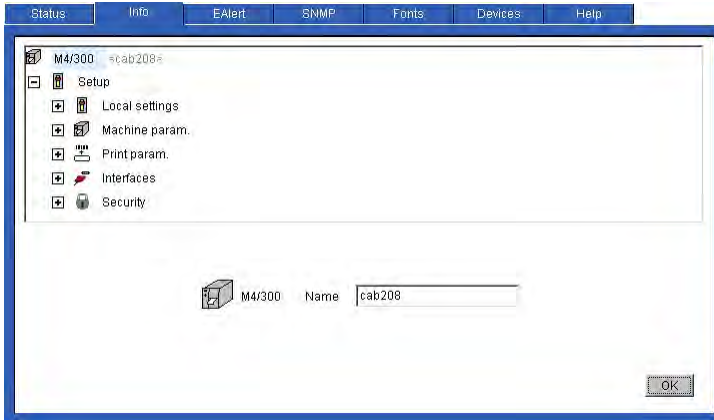 Status Info EAlert SNMP Fonts Devices Help
M4/300 =cab208=
Setup
Local settings
Machine param.
Print param.
Interfaces
Security
M4/300 Name cab208
OK